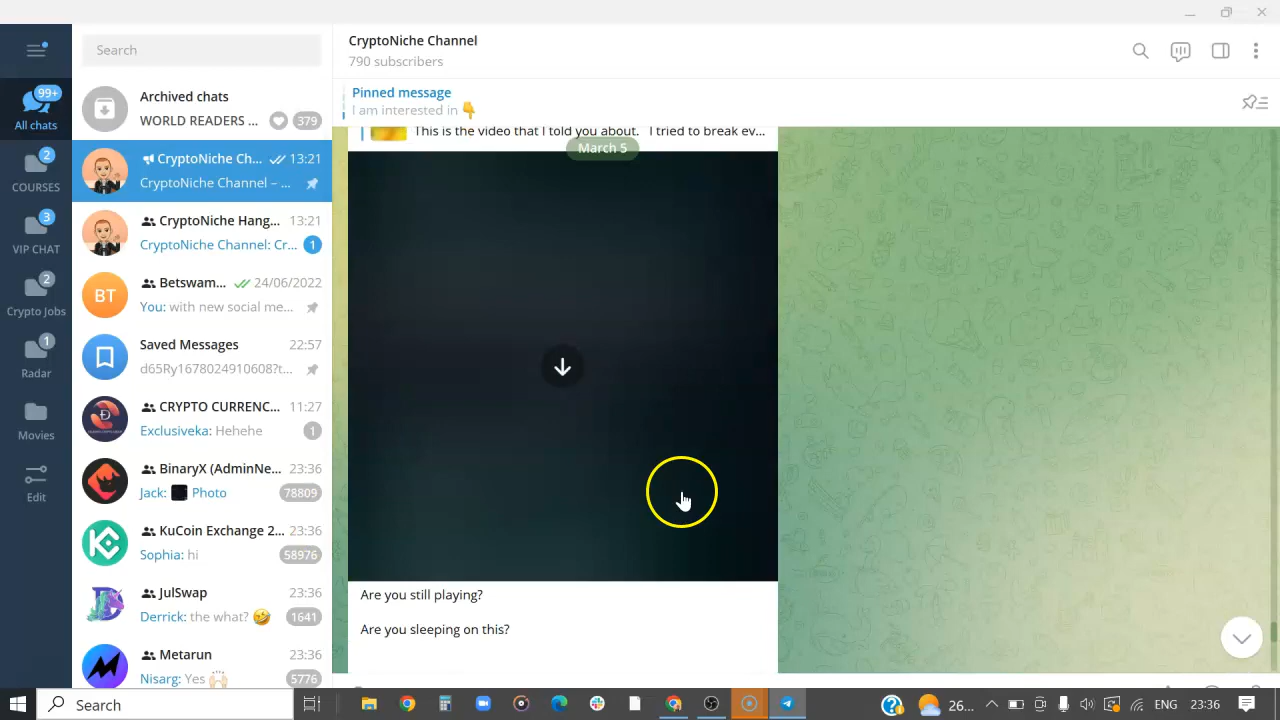 Search
CryptoNiche Channel
790 subscribers
Pinned message
I am interested in 👇
99+
All chats
2
COURSES
3
VIP CHAT
2
Crypto Jobs
1
Radar
Movies
Edit
Archived chats
WORLD READERS ...
379
CryptoNiche Ch... 13:21
CryptoNiche Channel – ...
CryptoNiche Hang... 13:21
CryptoNiche Channel: Cr... 1
BT
Betswam... 24/06/2022
You: with new social me...
Saved Messages 22:57
d65Ry1678024910608?t...
CRYPTO CURRENC... 11:27
Exclusiveka: Hehehe 1
BinaryX (AdminNe... 23:36
Jack: Photo 78809
KuCoin Exchange 2... 23:36
Sophia: hi 58976
JulSwap 23:36
Derrick: the what? 🤣 1641
Metarun 23:36
Nisarg: Yes 🙌🏻 5776
This is the video that I told you about. I tried to break ev...
March 5
Are you still playing?
Are you sleeping on this?
Search
26...
ENG
23:36